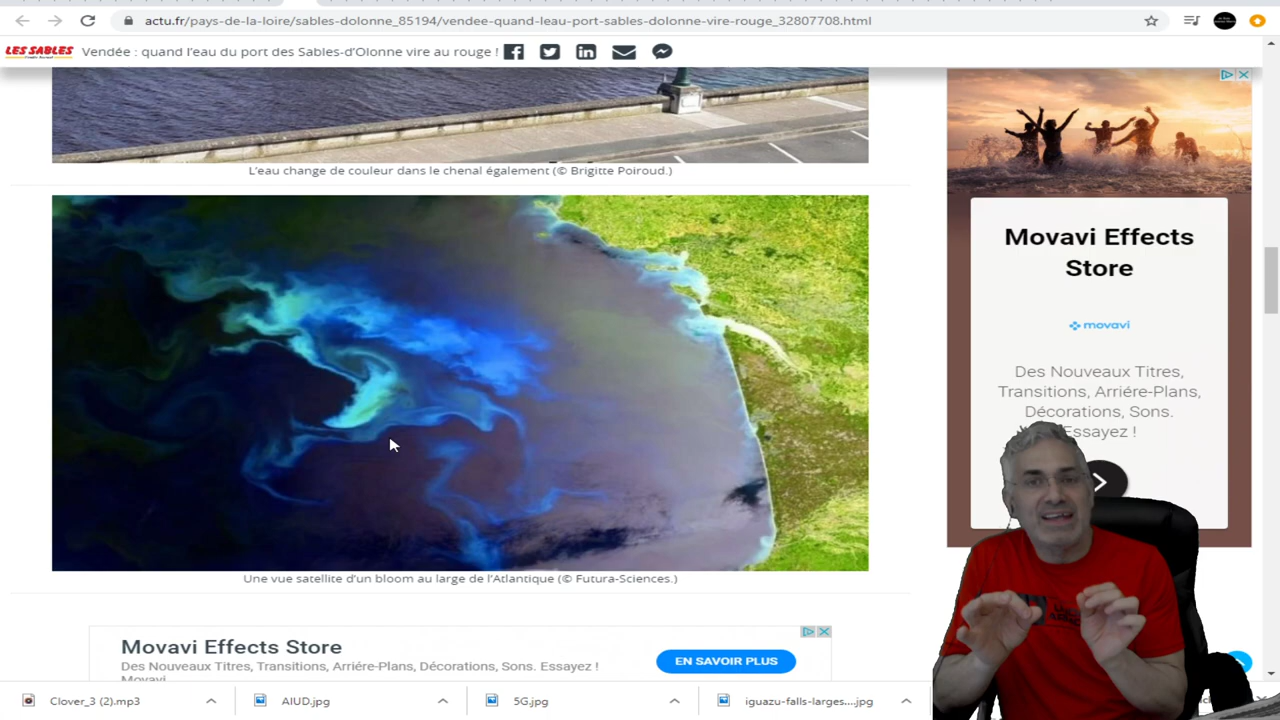 actu.fr/pays-de-la-loire/sables-dolonne_85194/vendee-quand-leau-port-sables-dolonne-vire-rouge_32807708.html
LES SABLES
Vendée : quand l'eau du port des Sables-d'Olonne vire au rouge !
L'eau change de couleur dans le chenal également (© Brigitte Poiroud.)
Une vue satellite d'un bloom au large de l'Atlantique (© Futura-Sciences.)
Movavi Effects
Store
movavi
Des Nouveaux Titres,
Transitions, Arriére-Plans,
Décorations, Sons.
Essayez !
Movavi Effects Store
Des Nouveaux Titres, Transitions, Arriére-Plans, Décorations, Sons. Essayez !
Movavi
EN SAVOIR PLUS
Clover_3 (2).mp3
AIUD.jpg
5G.jpg
iguazu-falls-larges....jpg